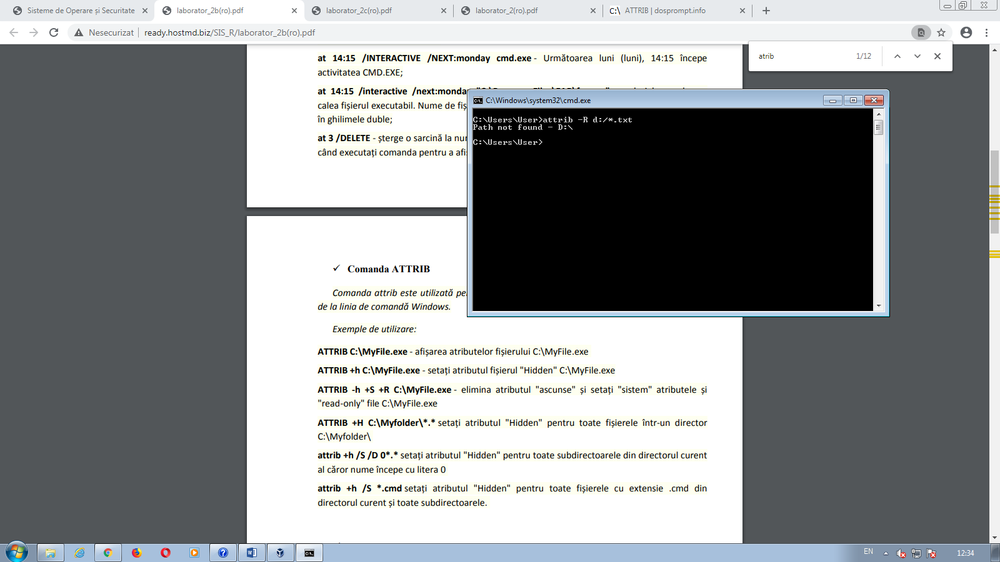 Sisteme de Operare și Securitate
laborator_2b(ro).pdf
laborator_2c(ro).pdf
laborator_2(ro).pdf
C:\ ATTRIB | dosprompt.info
Nesecurizat
ready.hostmd.biz/SIS_R/laborator_2b(ro).pdf
atrib
1/12
at 14:15 /INTERACTIVE /NEXT:monday cmd.exe - Următoarea luni (luni), 14:15 începe
activitatea CMD.EXE;
at 14:15 /interactive /next:monday
calea fișierul executabil. Nume de fiș
în ghilimele duble;
at 3 /DELETE - șterge o sarcină la nu
când executați comanda pentru a afi
C:\Windows\system32\cmd.exe
C:\Users\User>attrib -R d:/*.txt
Path not found - D:\
C:\Users\User>
✓ Comanda ATTRIB
Comanda attrib este utilizată pe
de la linia de comandă Windows.
Exemple de utilizare:
ATTRIB C:\MyFile.exe - afișarea atributelor fișierului C:\MyFile.exe
ATTRIB +h C:\MyFile.exe - setați atributul fișierul "Hidden" C:\MyFile.exe
ATTRIB -h +S +R C:\MyFile.exe - elimina atributul "ascunse" și setați "sistem" atributele și
"read-only" file C:\MyFile.exe
ATTRIB +H C:\Myfolder\*.* setați atributul "Hidden" pentru toate fișierele într-un director
C:\Myfolder\
attrib +h /S /D 0*.* setați atributul "Hidden" pentru toate subdirectoarele din directorul curent
al căror nume începe cu litera 0
attrib +h /S *.cmd setați atributul "Hidden" pentru toate fișierele cu extensie .cmd din
directorul curent și toate subdirectoarele.
EN
12:34